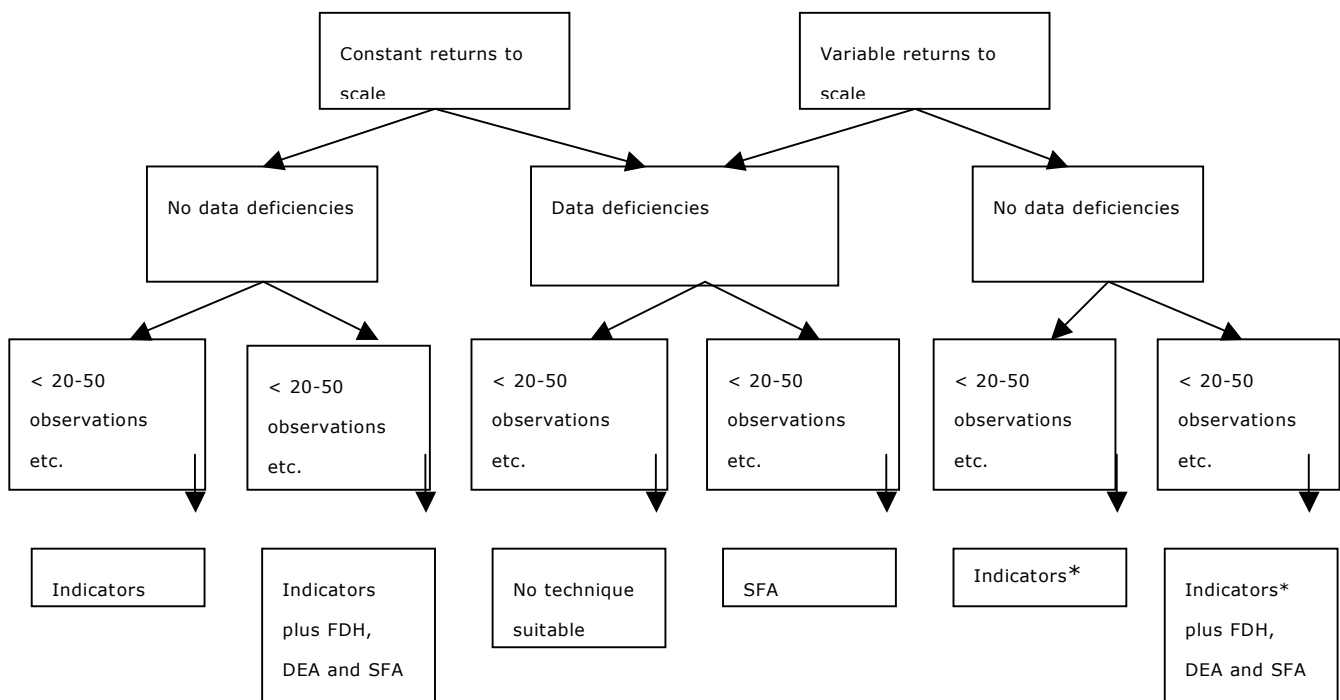 Constant returns to
scale
Variable returns to
scale
No data deficiencies
Data deficiencies
No data deficiencies
< 20-50
observations
etc.
< 20-50
observations
etc.
< 20-50
observations
etc.
< 20-50
observations
etc.
< 20-50
observations
etc.
< 20-50
observations
etc.
Indicators
Indicators
plus FDH,
DEA and SFA
No technique
suitable
SFA
Indicators*
Indicators*
plus FDH,
DEA and SFA